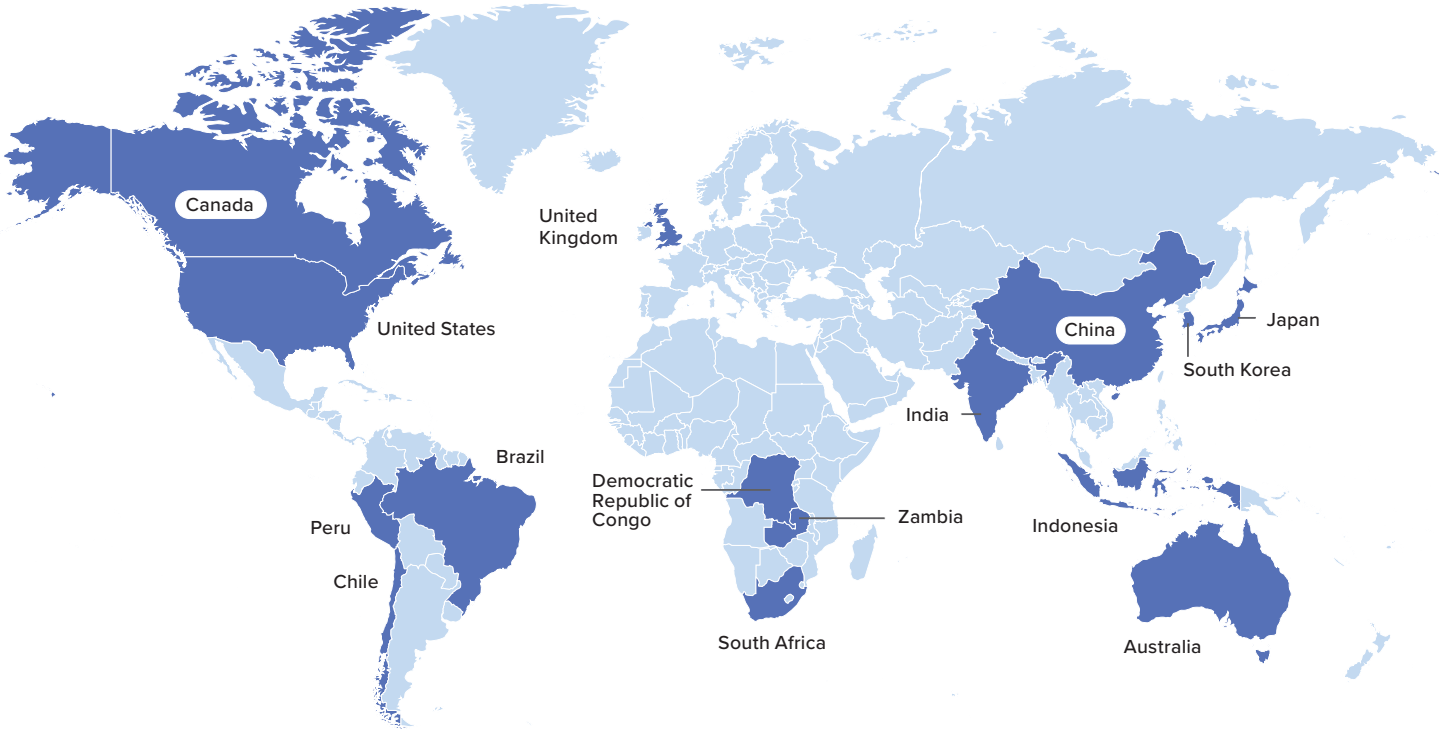 Canada
United
Kingdom
United States
China
Japan
South Korea
India
Brazil
Democratic
Republic of
Congo
Zambia
Peru
Indonesia
Chile
South Africa
Australia